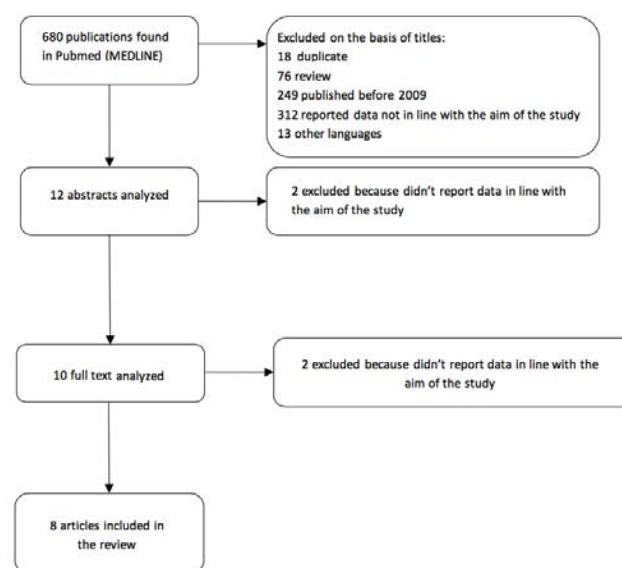 680 publications found
in Pubmed (MEDLINE)
Excluded on the basis of titles:
18 duplicate
76 review
249 published before 2009
312 reported data not in line with the aim of the study
13 other languages
12 abstracts analyzed
2 excluded because didn't report data in line with
the aim of the study
10 full text analyzed
2 excluded because didn't report data in line with the
aim of the study
8 articles included in
the review